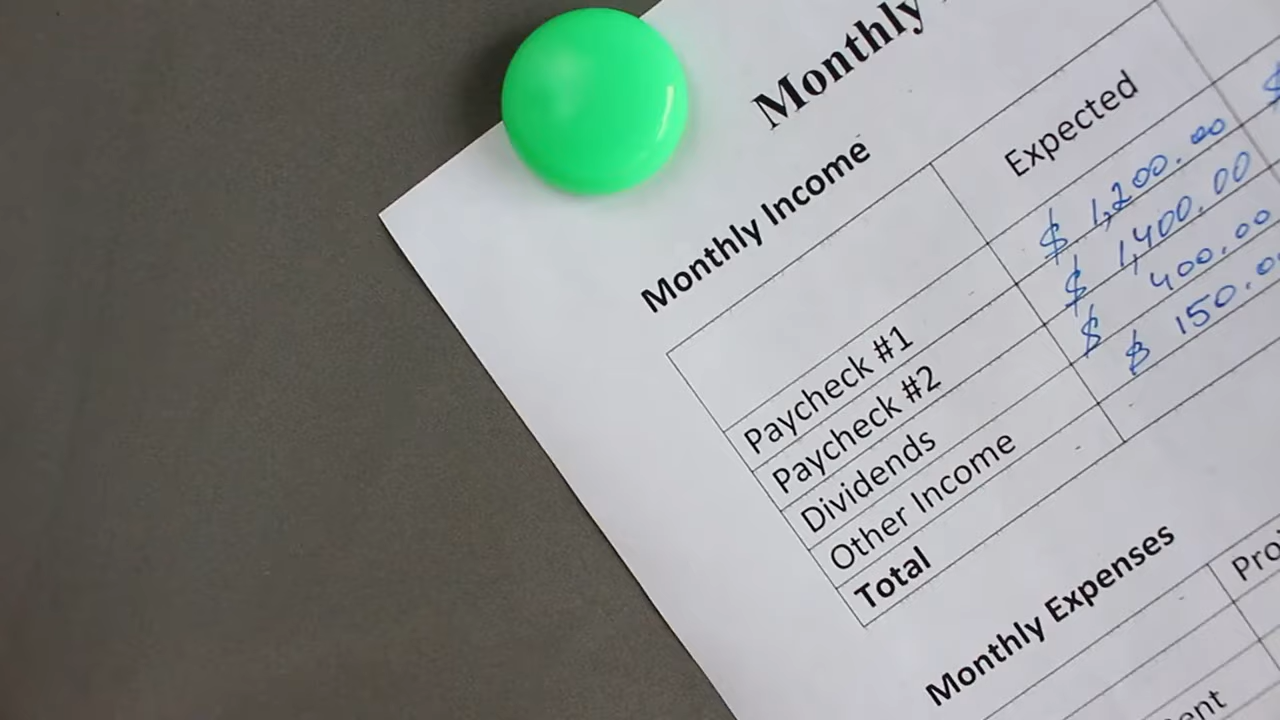 Monthly
Monthly Income
Expected
Paycheck #1 $ 1,200.00
Paycheck #2 $ 1,400.00
Dividends $ 400.00
Other Income $ 150.0
Total
Monthly Expenses